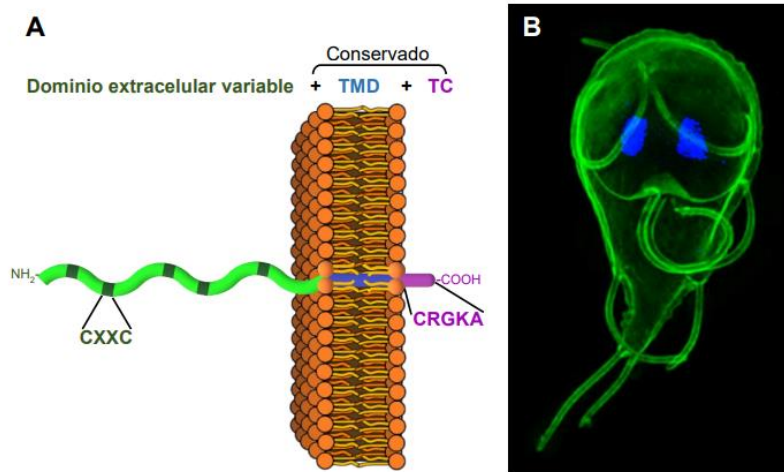 A
Conservado
Dominio extracelular variable + TMD + TC
NH₂-
-COOH
CXXC
CRGKA
B